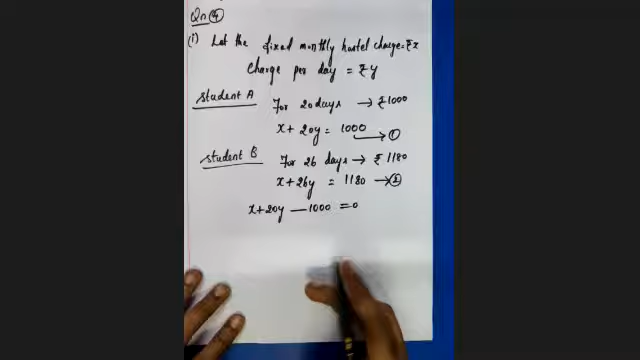 Qn 4
(i) Let the fixed monthly hostel charge = ₹x
Charge per day = ₹y
Student A For 20 days → ₹1000
x + 20y = 1000 → ①
Student B For 26 days → ₹1180
x + 26y = 1180 → ②
x + 20y — 1000 = 0